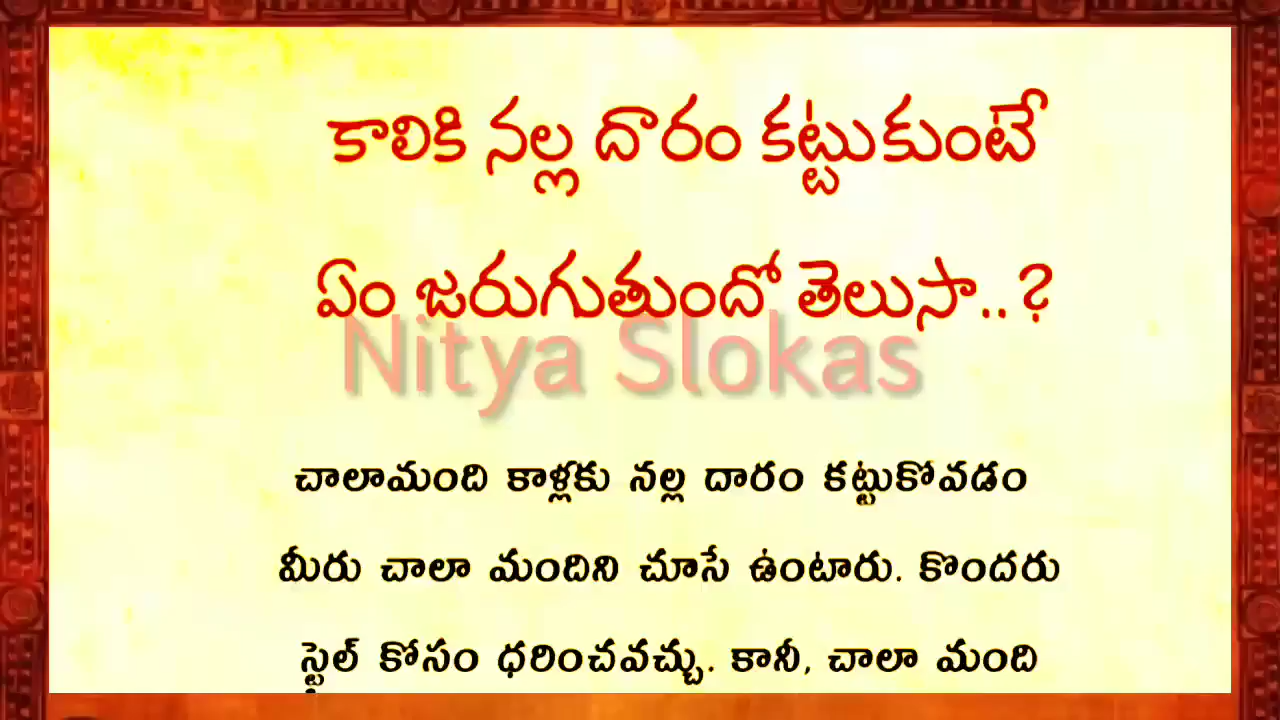 కాలికి నల్ల దారం కట్టుకుంటే
ఏం జరుగుతుందో తెలుసా..?
Nitya Slokas
చాలామంది కాళ్లకు నల్ల దారం కట్టుకోవడం
మీరు చాలా మందిని చూసే ఉంటారు. కొందరు
స్టైల్ కోసం ధరించవచ్చు. కానీ, చాలా మంది